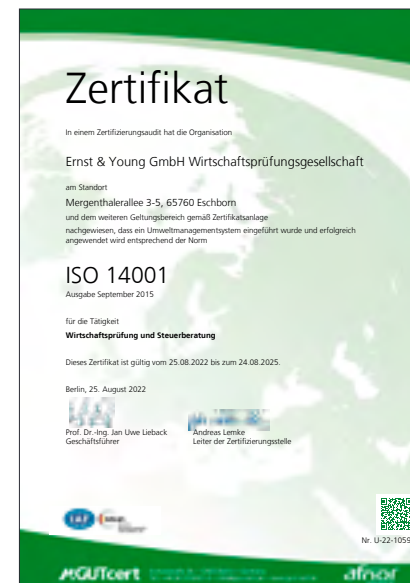 Zertifikat
In einem Zertifizierungsaudit hat die Organisation
Ernst & Young GmbH Wirtschaftsprüfungsgesellschaft
am Standort
Mergenthalerallee 3-5, 65760 Eschborn
und dem weiteren Geltungsbereich gemäß Zertifikatsanlage
nachgewiesen, dass ein Umweltmanagementsystem eingeführt wurde und erfolgreich
angewendet wird entsprechend der Norm
ISO 14001
Ausgabe September 2015
für die Tätigkeit
Wirtschaftsprüfung und Steuerberatung
Dieses Zertifikat ist gültig vom 25.08.2022 bis zum 24.08.2025.
Berlin, 25. August 2022
Prof. Dr.-Ing. Jan Uwe Lieback
Geschäftsführer
Andreas Lemke
Leiter der Zertifizierungsstelle
IAF
Nr. U-22-1059
GUTcert
afnor